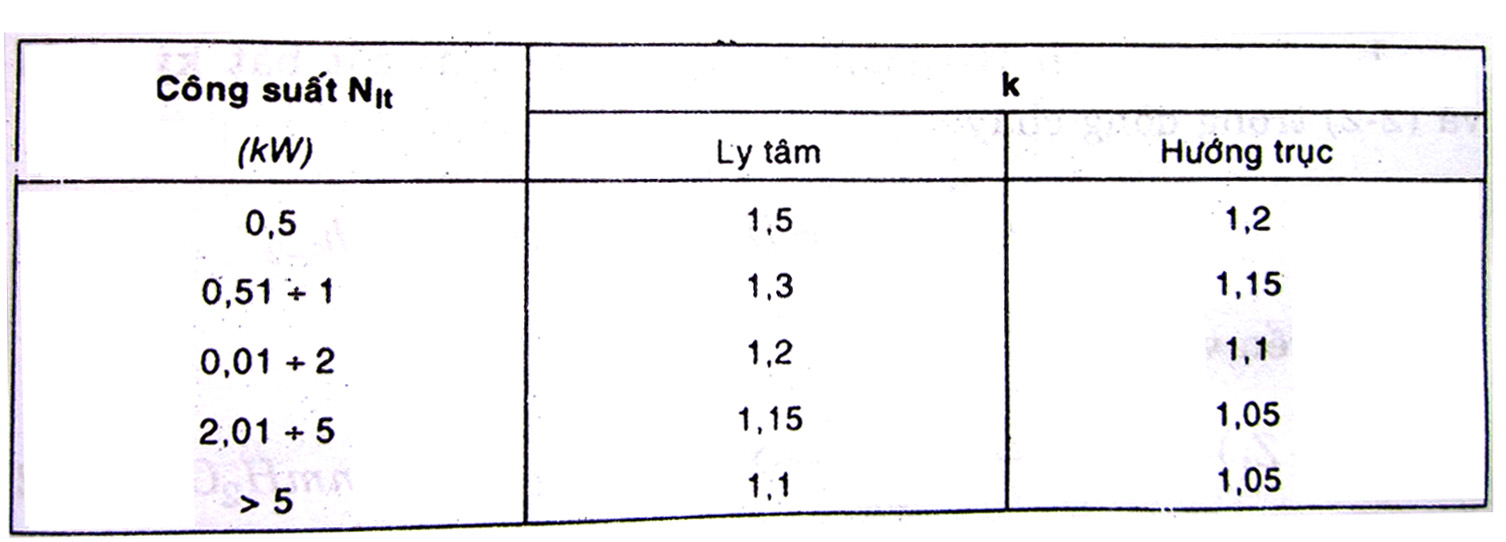 Công suất Nlt k
(kW) Ly tâm Hướng trục
0,5 1,5 1,2
0,51 ÷ 1 1,3 1,15
0,01 ÷ 2 1,2 1,1
2,01 ÷ 5 1,15 1,05
> 5 1,1 1,05